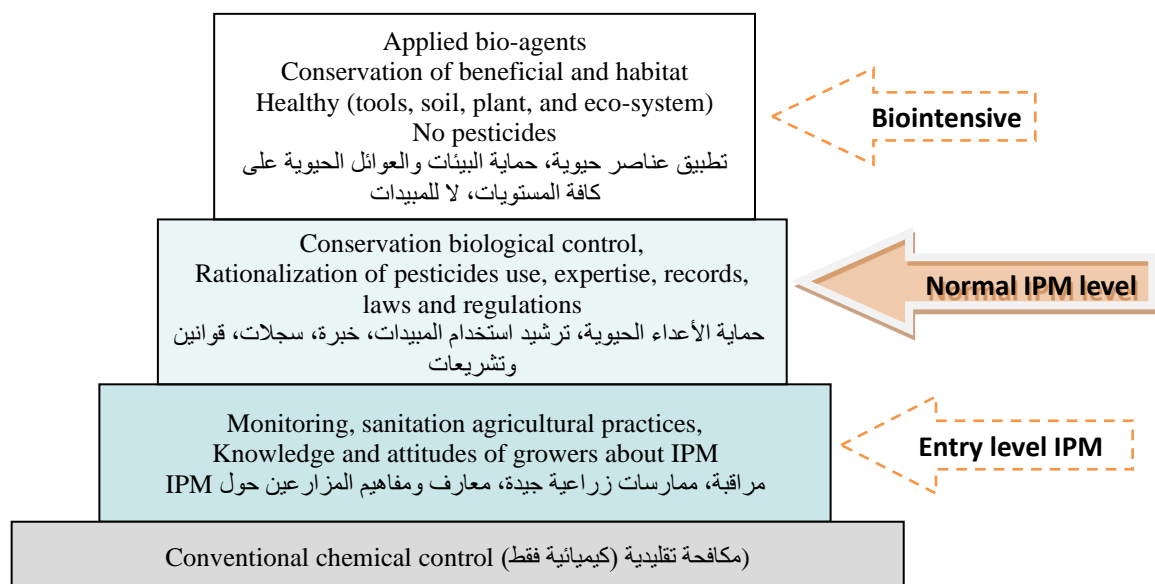 Applied bio-agents
Conservation of beneficial and habitat
Healthy (tools, soil, plant, and eco-system)
No pesticides
تطبيق عناصر حيوية، حماية البيئات والعوائل الحيوية على
كافة المستويات، لا للمبيدات
Biointensive
Conservation biological control,
Rationalization of pesticides use, expertise, records,
laws and regulations
حماية الأعداء الحيوية، ترشيد استخدام المبيدات، خبرة، سجلات، قوانين
وتشريعات
Normal IPM level
Monitoring, sanitation agricultural practices,
Knowledge and attitudes of growers about IPM
مراقبة، ممارسات زراعية جيدة، معارف ومفاهيم المزارعين حول IPM
Entry level IPM
Conventional chemical control (مكافحة تقليدية (كيميائية فقط